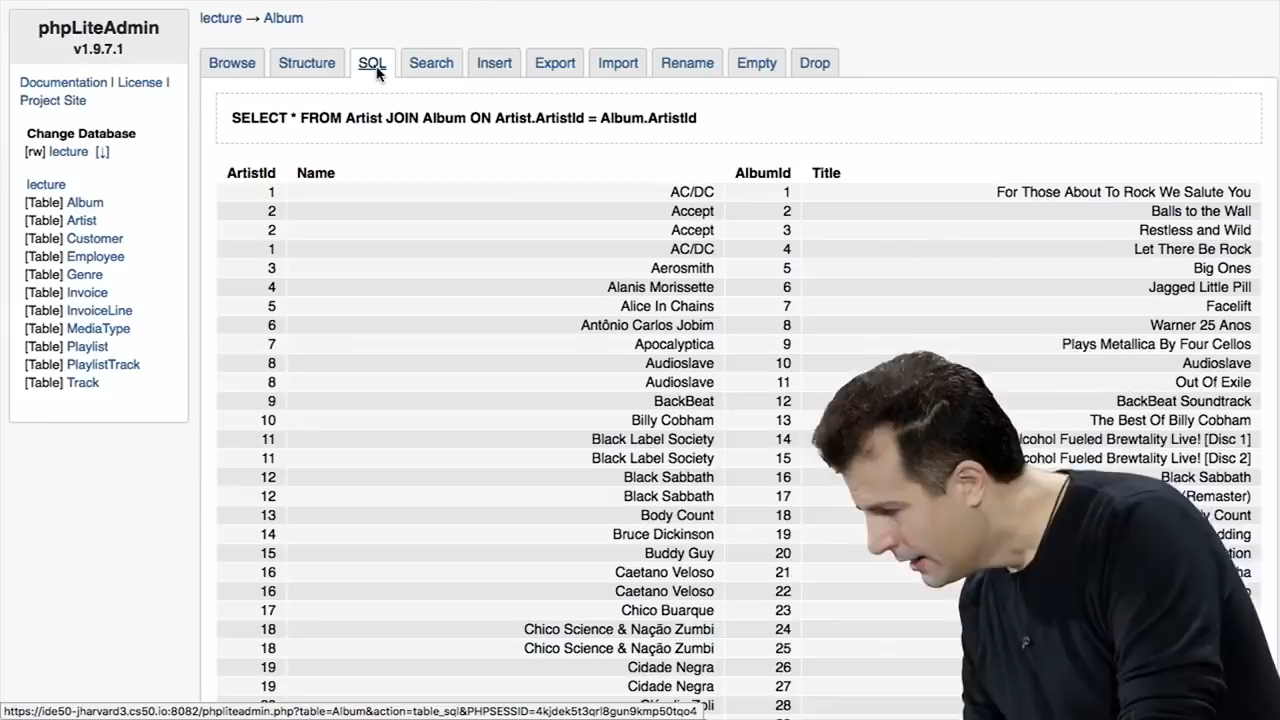 phpLiteAdmin
v1.9.7.1
Documentation | License |
Project Site
Change Database
[rw] lecture [↓]
lecture
[Table] Album
[Table] Artist
[Table] Customer
[Table] Employee
[Table] Genre
[Table] Invoice
[Table] InvoiceLine
[Table] MediaType
[Table] Playlist
[Table] PlaylistTrack
[Table] Track
lecture → Album
Browse Structure SQL Search Insert Export Import Rename Empty Drop
SELECT * FROM Artist JOIN Album ON Artist.ArtistId = Album.ArtistId
ArtistId Name AlbumId Title
1 AC/DC 1 For Those About To Rock We Salute You
2 Accept 2 Balls to the Wall
2 Accept 3 Restless and Wild
1 AC/DC 4 Let There Be Rock
3 Aerosmith 5 Big Ones
4 Alanis Morissette 6 Jagged Little Pill
5 Alice In Chains 7 Facelift
6 Antônio Carlos Jobim 8 Warner 25 Anos
7 Apocalyptica 9 Plays Metallica By Four Cellos
8 Audioslave 10 Audioslave
8 Audioslave 11 Out Of Exile
9 BackBeat 12 BackBeat Soundtrack
10 Billy Cobham 13 The Best Of Billy Cobham
11 Black Label Society 14 Fueled Brewtality Live! [Disc 1]
11 Black Label Society 15 Fueled Brewtality Live! [Disc 2]
12 Black Sabbath 16 Black Sabbath
12 Black Sabbath 17 (Remaster)
13 Body Count 18 Count
14 Bruce Dickinson 19
15 Buddy Guy 20
16 Caetano Veloso 21
16 Caetano Veloso 22
17 Chico Buarque 23
18 Chico Science & Nação Zumbi 24
18 Chico Science & Nação Zumbi 25
19 Cidade Negra 26
19 Cidade Negra 27
28
https://ide50-jharvard3.cs50.io:8082/phpliteadmin.php?table=Album&action=table_sql&PHPSESSID=4kjdek5t3qrl8gun9kmp50tqo4